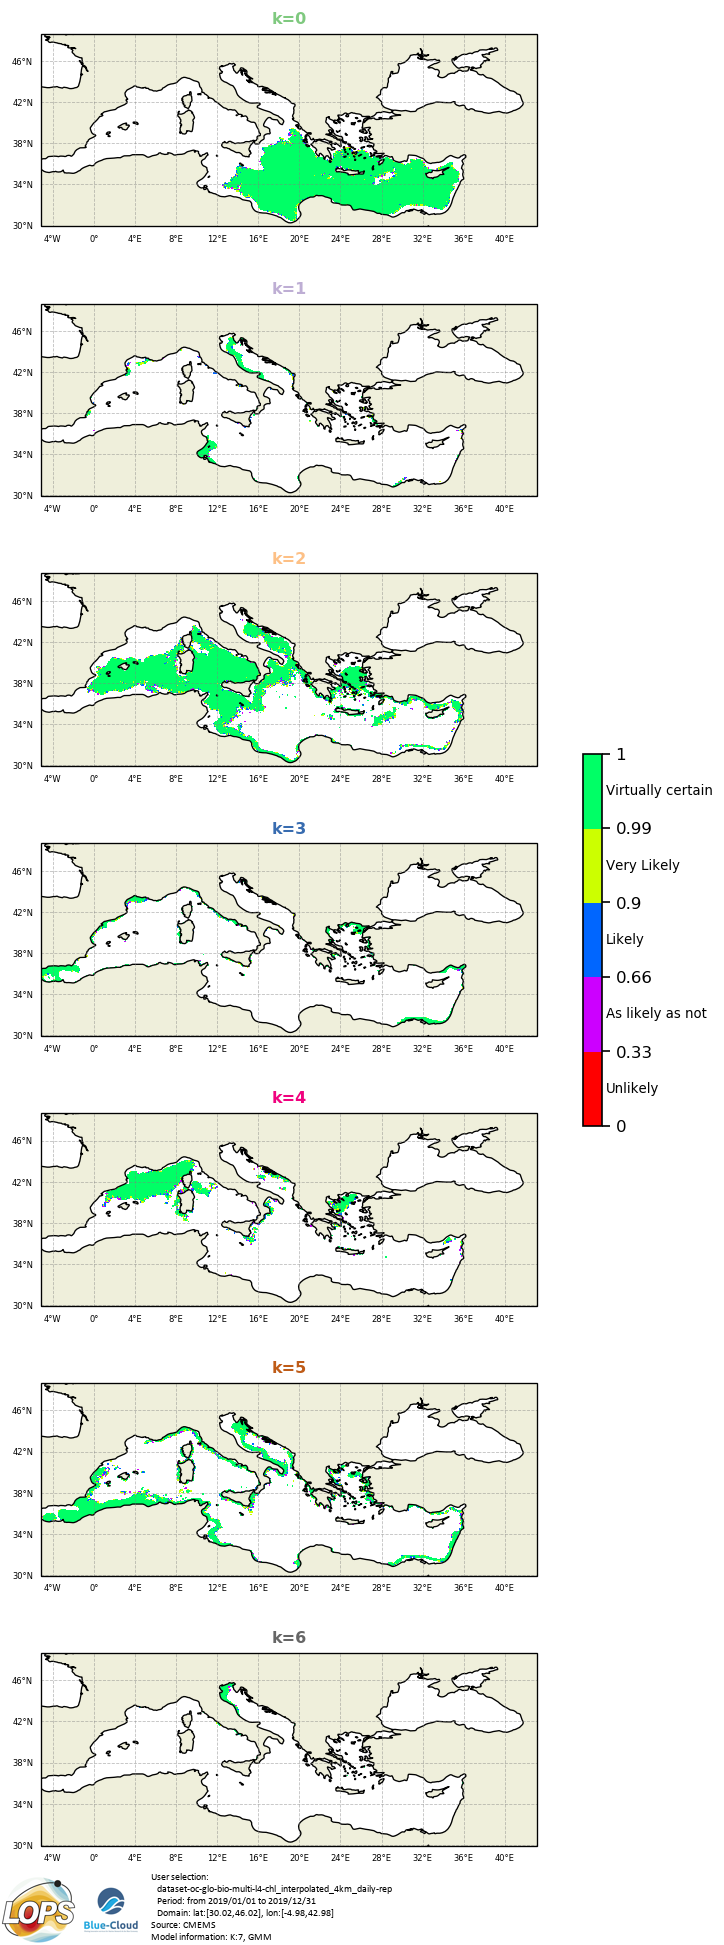 k=0
46°N
42°N
38°N
34°N
30°N
4°W 0° 4°E 8°E 12°E 16°E 20°E 24°E 28°E 32°E 36°E 40°E
k=1
46°N
42°N
38°N
34°N
30°N
4°W 0° 4°E 8°E 12°E 16°E 20°E 24°E 28°E 32°E 36°E 40°E
k=2
46°N
42°N
38°N
34°N
30°N
4°W 0° 4°E 8°E 12°E 16°E 20°E 24°E 28°E 32°E 36°E 40°E
k=3
46°N
42°N
38°N
34°N
30°N
4°W 0° 4°E 8°E 12°E 16°E 20°E 24°E 28°E 32°E 36°E 40°E
k=4
46°N
42°N
38°N
34°N
30°N
4°W 0° 4°E 8°E 12°E 16°E 20°E 24°E 28°E 32°E 36°E 40°E
k=5
46°N
42°N
38°N
34°N
30°N
4°W 0° 4°E 8°E 12°E 16°E 20°E 24°E 28°E 32°E 36°E 40°E
k=6
46°N
42°N
38°N
34°N
30°N
4°W 0° 4°E 8°E 12°E 16°E 20°E 24°E 28°E 32°E 36°E 40°E
1
Virtually certain
0.99
Very Likely
0.9
Likely
0.66
As likely as not
0.33
Unlikely
0
LOPS
Blue-Cloud
User selection:
dataset-oc-glo-bio-multi-l4-chl_interpolated_4km_daily-rep
Period: from 2019/01/01 to 2019/12/31
Domain: lat:[30.02,46.02], lon:[-4.98,42.98]
Source: CMEMS
Model information: K:7, GMM